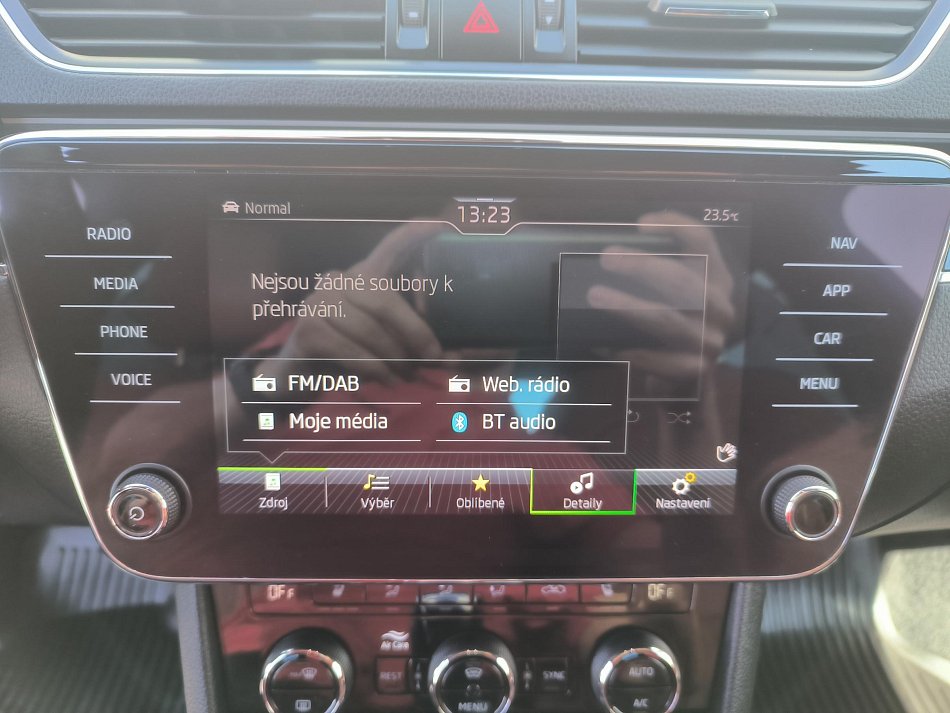 Normal
13:23
23.5°C
RADIO
MEDIA
PHONE
VOICE
NAV
APP
CAR
MENU
Nejsou žádné soubory k
přehrávání.
FM/DAB
Web. rádio
Moje média
BT audio
Zdroj
Výběr
Oblíbené
Detaily
Nastavení
Air Care
REST
SYNC
AUTO
MENU
A/C